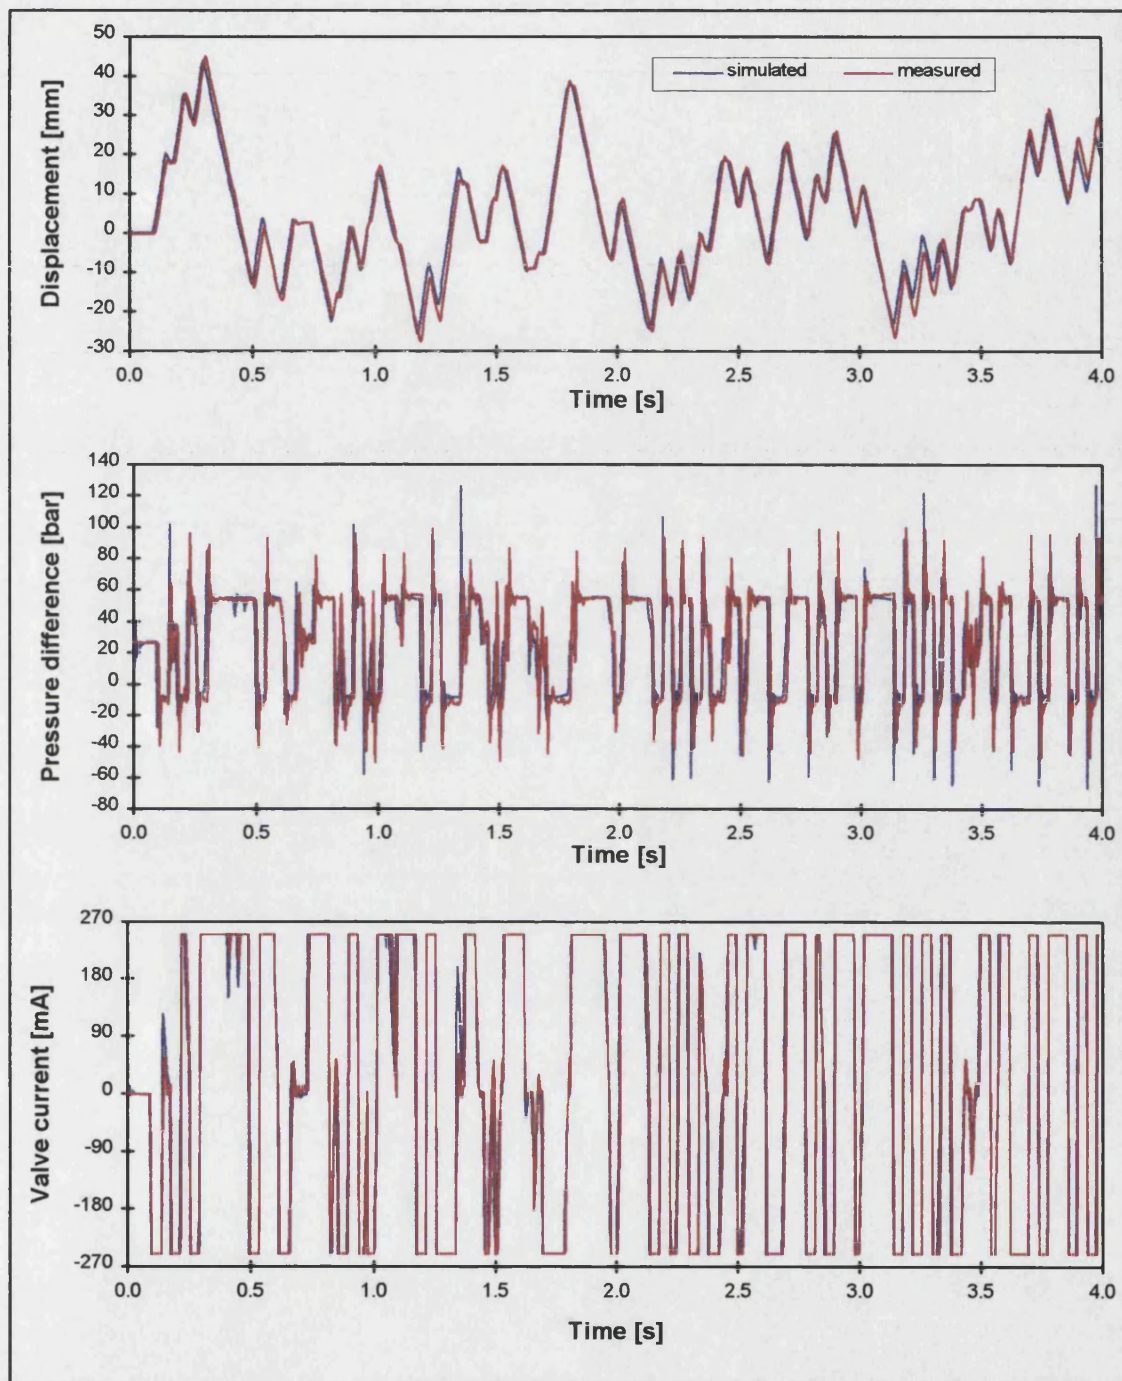 50
40
30
20
10
0
-10
-20
-30
Displacement [mm]
simulated measured
0.0 0.5 1.0 1.5 2.0 2.5 3.0 3.5 4.0
Time [s]
140
120
100
80
60
40
20
0
-20
-40
-60
-80
Pressure difference [bar]
0.0 0.5 1.0 1.5 2.0 2.5 3.0 3.5 4.0
Time [s]
270
180
90
0
-90
-180
-270
Valve current [mA]
0.0 0.5 1.0 1.5 2.0 2.5 3.0 3.5 4.0
Time [s]